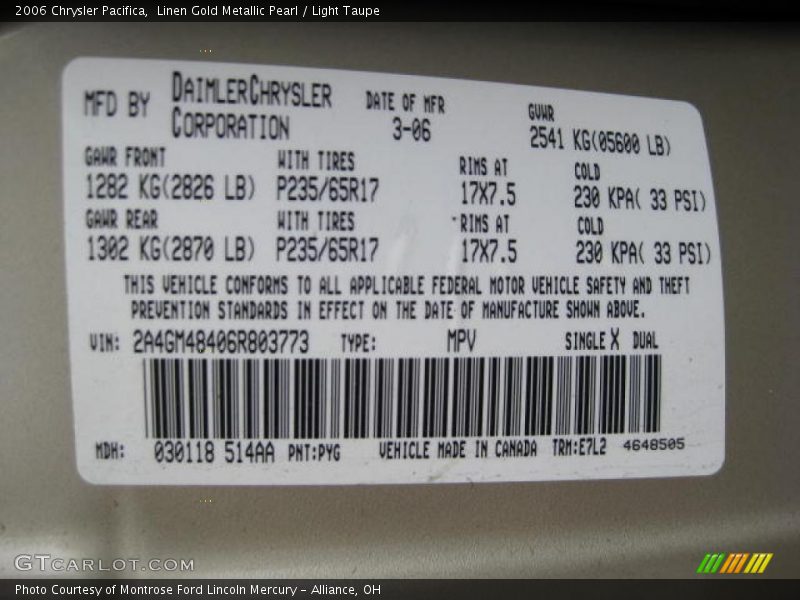 2006 Chrysler Pacifica,  Linen Gold Metallic Pearl / Light Taupe
MFD BY DAIMLERCHRYSLER CORPORATION DATE OF MFR 3-06 GVWR 2541 KG(05600 LB)
GAWR FRONT WITH TIRES RIMS AT COLD
1282 KG(2826 LB) P235/65R17 17X7.5 230 KPA( 33 PSI)
GAWR REAR WITH TIRES RIMS AT COLD
1302 KG(2870 LB) P235/65R17 17X7.5 230 KPA( 33 PSI)
THIS VEHICLE CONFORMS TO ALL APPLICABLE FEDERAL MOTOR VEHICLE SAFETY AND THEFT
PREVENTION STANDARDS IN EFFECT ON THE DATE OF MANUFACTURE SHOWN ABOVE.
VIN: 2A4GM48406R803773 TYPE: MPV SINGLE X DUAL
MDH: 030118 514AA PNT:PYG VEHICLE MADE IN CANADA TRM:E7L2 4648505
GTCARLOT.COM
Photo Courtesy of Montrose Ford Lincoln Mercury - Alliance, OH